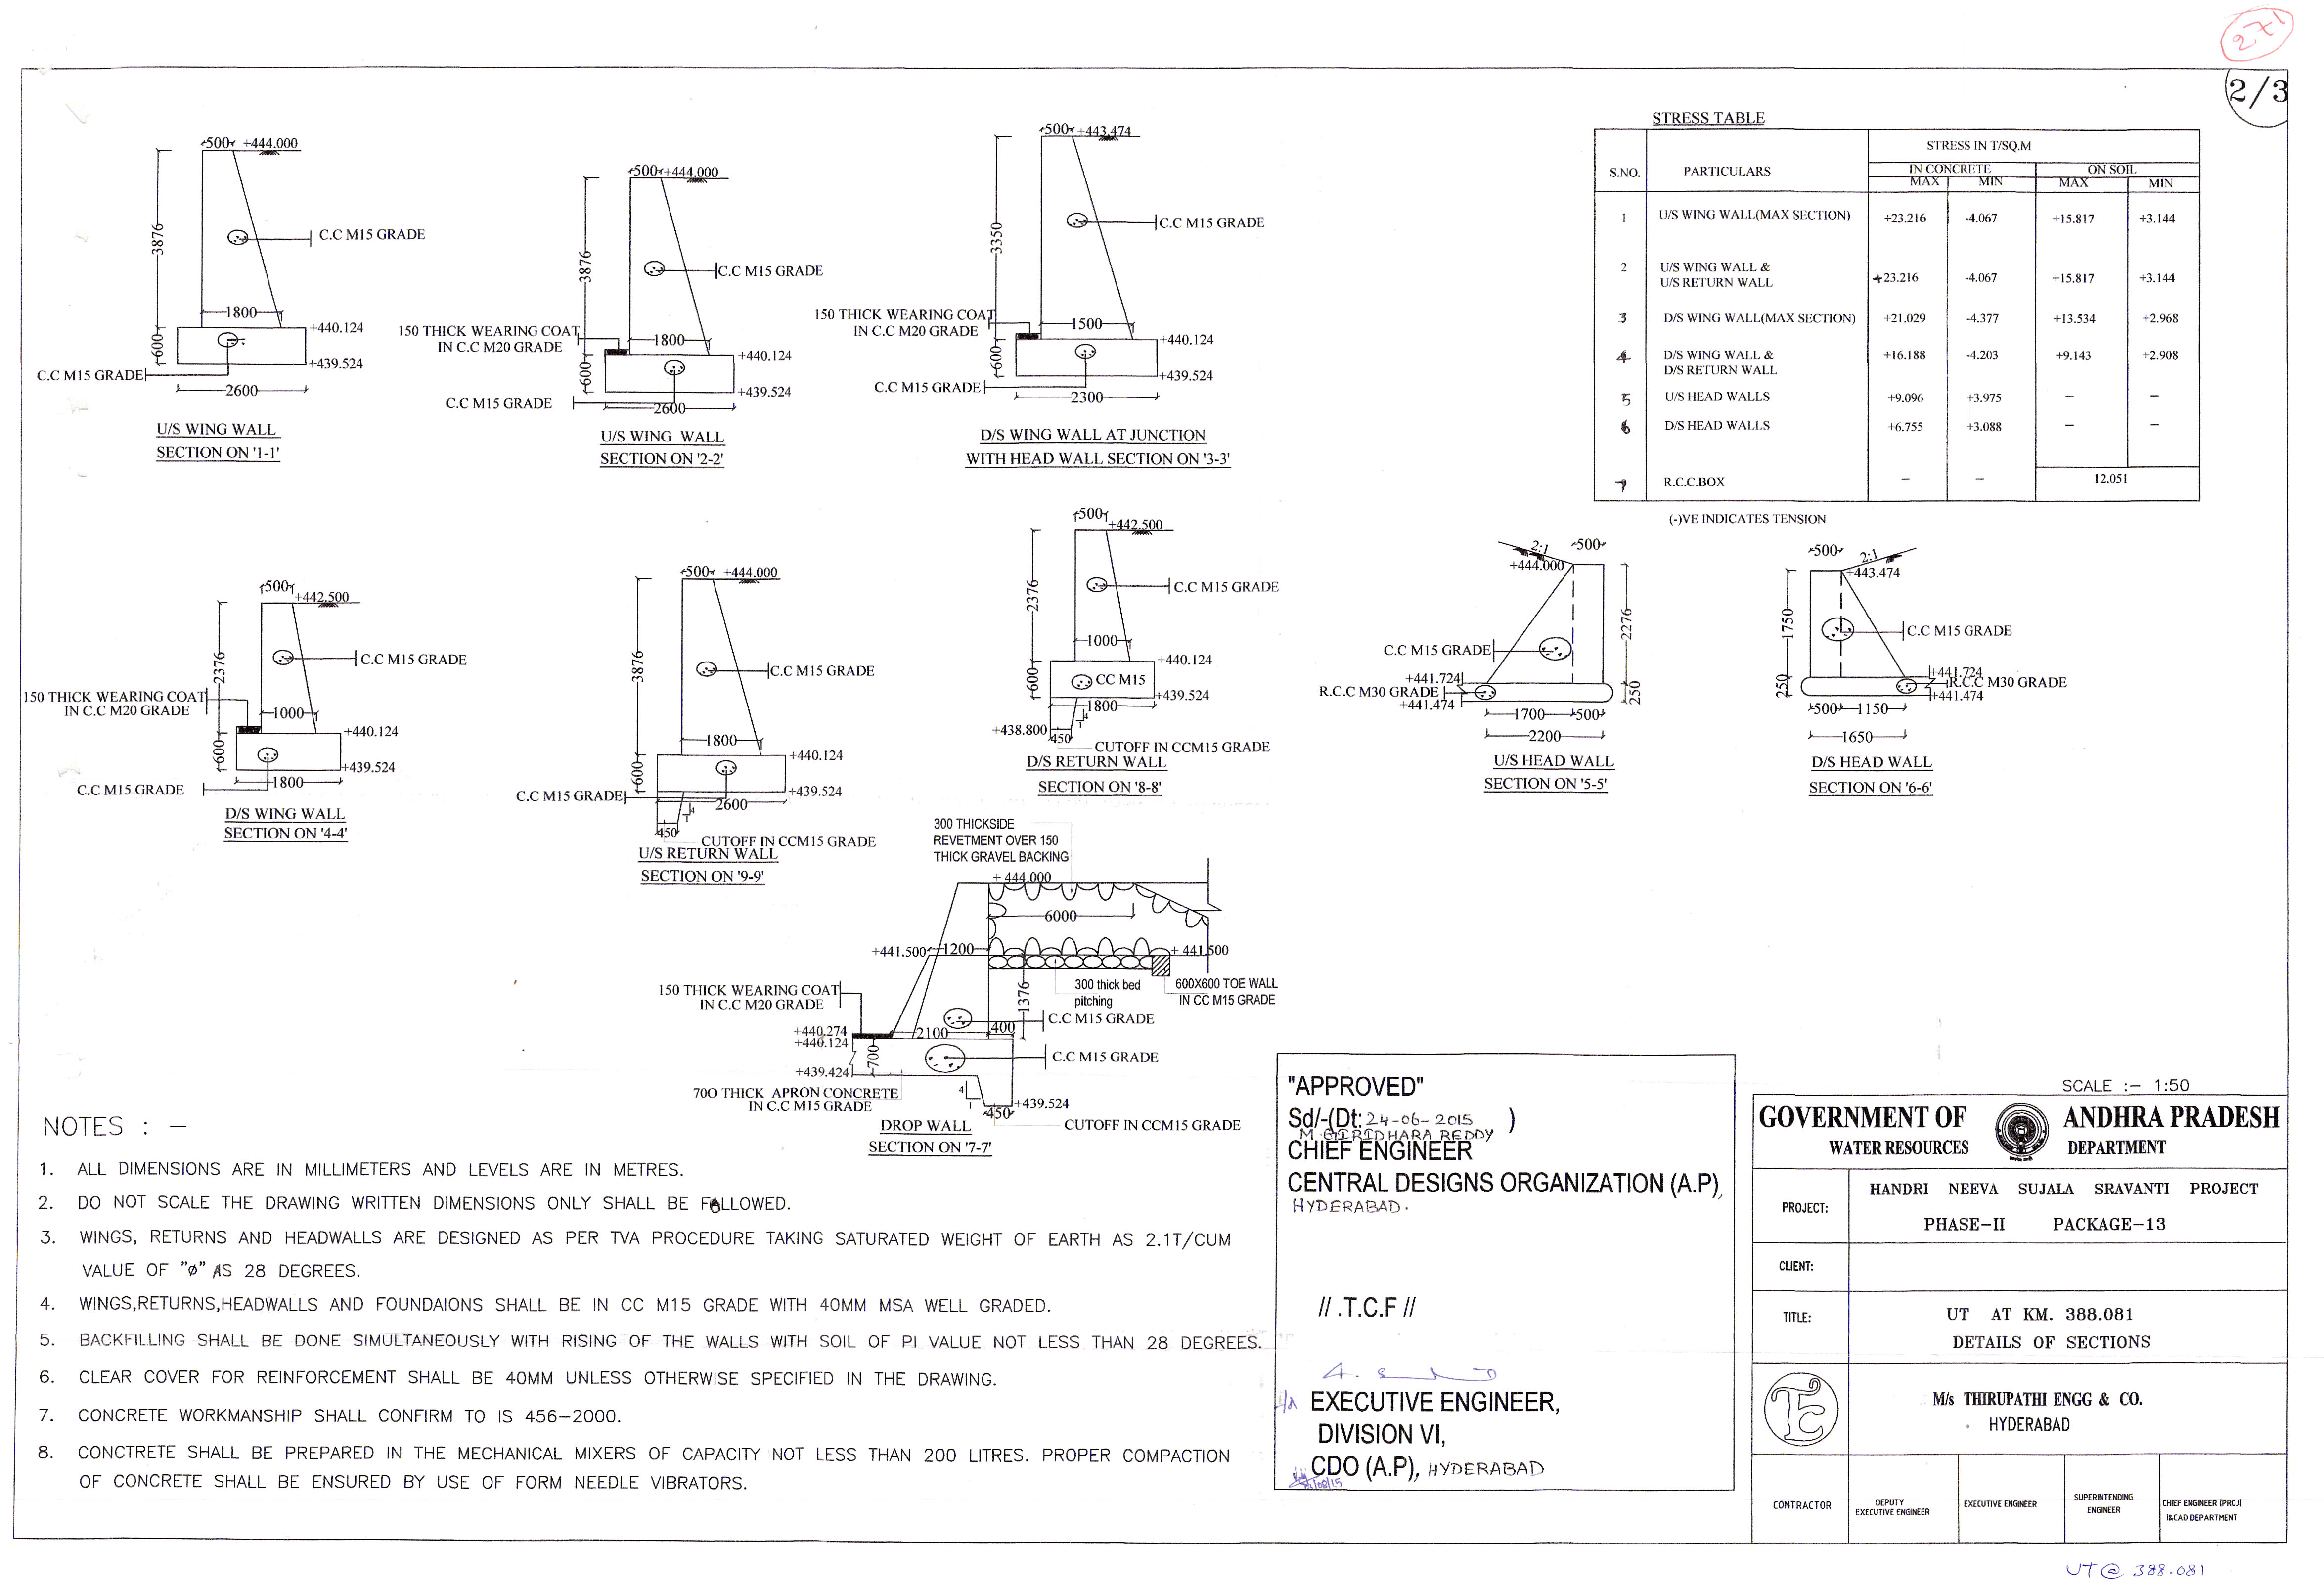 271
2/3
500 +444.000
3876
C.C M15 GRADE
1800
+440.124
600
+439.524
C.C M15 GRADE
2600
U/S WING WALL
SECTION ON '1-1'
500 +444.000
3876
C.C M15 GRADE
150 THICK WEARING COAT
IN C.C M20 GRADE
1800
+440.124
600
+439.524
C.C M15 GRADE
2600
U/S WING WALL
SECTION ON '2-2'
500 +443.474
3350
C.C M15 GRADE
150 THICK WEARING COAT
IN C.C M20 GRADE
1500
+440.124
600
+439.524
C.C M15 GRADE
2300
D/S WING WALL AT JUNCTION
WITH HEAD WALL SECTION ON '3-3'
STRESS TABLE
S.NO. PARTICULARS STRESS IN T/SQ.M
IN CONCRETE ON SOIL
MAX MIN MAX MIN
1 U/S WING WALL(MAX SECTION) +23.216 -4.067 +15.817 +3.144
2 U/S WING WALL &
U/S RETURN WALL +23.216 -4.067 +15.817 +3.144
3 D/S WING WALL(MAX SECTION) +21.029 -4.377 +13.534 +2.968
4 D/S WING WALL & +16.188 -4.203 +9.143 +2.908
D/S RETURN WALL
5 U/S HEAD WALLS +9.096 +3.975 – –
6 D/S HEAD WALLS +6.755 +3.088 – –
7 R.C.C.BOX – – 12.051
(-)VE INDICATES TENSION
500
+442.500
2376
C.C M15 GRADE
150 THICK WEARING COAT
IN C.C M20 GRADE
1000
+440.124
600
+439.524
1800
C.C M15 GRADE
D/S WING WALL
SECTION ON '4-4'
500 +444.000
3876
C.C M15 GRADE
1800
+440.124
600
+439.524
C.C M15 GRADE
2600
4
450
CUTOFF IN CCM15 GRADE
U/S RETURN WALL
SECTION ON '9-9'
500
+442.500
2376
C.C M15 GRADE
1000
+440.124
600
CC M15
+439.524
1800
4
+438.800
450
CUTOFF IN CCM15 GRADE
D/S RETURN WALL
SECTION ON '8-8'
2:1 500
+444.000
2276
C.C M15 GRADE
+441.724
R.C.C M30 GRADE
+441.474
250
1700 500
2200
U/S HEAD WALL
SECTION ON '5-5'
500 2:1
+443.474
1750
C.C M15 GRADE
+441.724
R.C.C M30 GRADE
+441.474
250
500 1150
1650
D/S HEAD WALL
SECTION ON '6-6'
300 THICKSIDE
REVETMENT OVER 150
THICK GRAVEL BACKING
+ 444.000
6000
+441.500 1200 + 441.500
300 thick bed
pitching
600X600 TOE WALL
IN CC M15 GRADE
1376
150 THICK WEARING COAT
IN C.C M20 GRADE
C.C M15 GRADE
+440.274
+440.124
2100 400
700
C.C M15 GRADE
+439.424
70O THICK APRON CONCRETE
IN C.C M15 GRADE
4
1
450
+439.524
CUTOFF IN CCM15 GRADE
DROP WALL
SECTION ON '7-7'
NOTES : –
1. ALL DIMENSIONS ARE IN MILLIMETERS AND LEVELS ARE IN METRES.
2. DO NOT SCALE THE DRAWING WRITTEN DIMENSIONS ONLY SHALL BE FOLLOWED.
3. WINGS, RETURNS AND HEADWALLS ARE DESIGNED AS PER TVA PROCEDURE TAKING SATURATED WEIGHT OF EARTH AS 2.1T/CUM
VALUE OF "Ø" AS 28 DEGREES.
4. WINGS,RETURNS,HEADWALLS AND FOUNDAIONS SHALL BE IN CC M15 GRADE WITH 40MM MSA WELL GRADED.
5. BACKFILLING SHALL BE DONE SIMULTANEOUSLY WITH RISING OF THE WALLS WITH SOIL OF PI VALUE NOT LESS THAN 28 DEGREES.
6. CLEAR COVER FOR REINFORCEMENT SHALL BE 40MM UNLESS OTHERWISE SPECIFIED IN THE DRAWING.
7. CONCRETE WORKMANSHIP SHALL CONFIRM TO IS 456–2000.
8. CONCTRETE SHALL BE PREPARED IN THE MECHANICAL MIXERS OF CAPACITY NOT LESS THAN 200 LITRES. PROPER COMPACTION
OF CONCRETE SHALL BE ENSURED BY USE OF FORM NEEDLE VIBRATORS.
"APPROVED"
Sd/-(Dt: 24-06-2015 )
M GIRIDHARA REDDY
CHIEF ENGINEER
CENTRAL DESIGNS ORGANIZATION (A.P),
HYDERABAD.
// .T.C.F //
EXECUTIVE ENGINEER,
DIVISION VI,
CDO (A.P), HYDERABAD
SCALE :– 1:50
GOVERNMENT OF ANDHRA PRADESH
WATER RESOURCES DEPARTMENT
PROJECT: HANDRI NEEVA SUJALA SRAVANTI PROJECT
PHASE–II PACKAGE–13
CLIENT:
TITLE: UT AT KM. 388.081
DETAILS OF SECTIONS
M/s THIRUPATHI ENGG & CO.
HYDERABAD
CONTRACTOR
DEPUTY
EXECUTIVE ENGINEER
EXECUTIVE ENGINEER
SUPERINTENDING
ENGINEER
CHIEF ENGINEER (PROJ)
I&CAD DEPARTMENT
UT @ 388.081